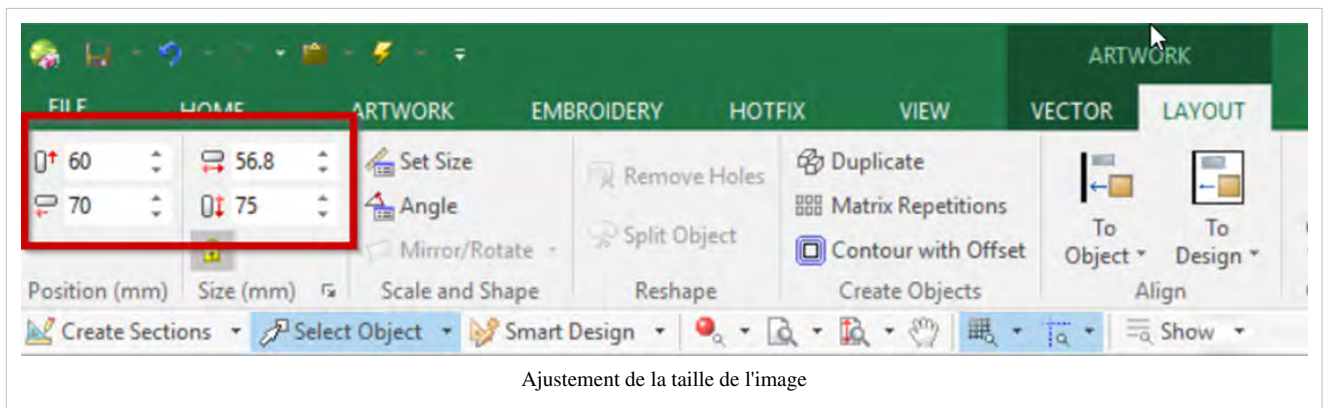 ARTWORK
FILE HOME ARTWORK EMBROIDERY HOTFIX VIEW VECTOR LAYOUT
60 56.8 Set Size Remove Holes Duplicate
70 75 Angle Split Object Matrix Repetitions To Object To Design
Mirror/Rotate Contour with Offset
Position (mm) Size (mm) Scale and Shape Reshape Create Objects Align
Create Sections Select Object Smart Design Show
Ajustement de la taille de l'image